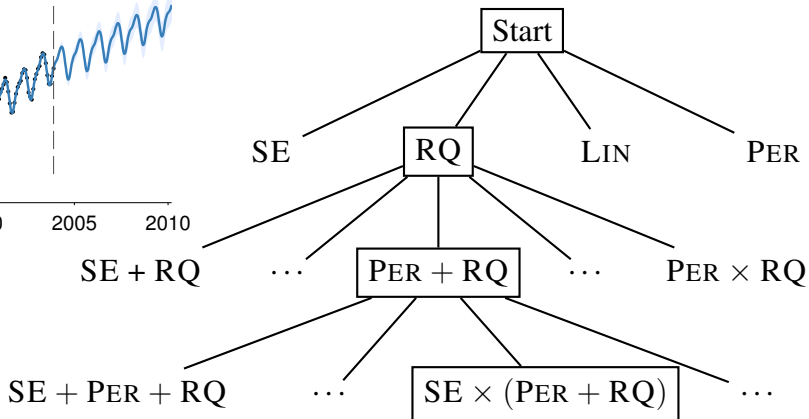 Start
SE RQ LIN PER
0 2005 2010
SE + RQ ··· PER + RQ ··· PER × RQ
SE + PER + RQ ··· SE × (PER + RQ) ···